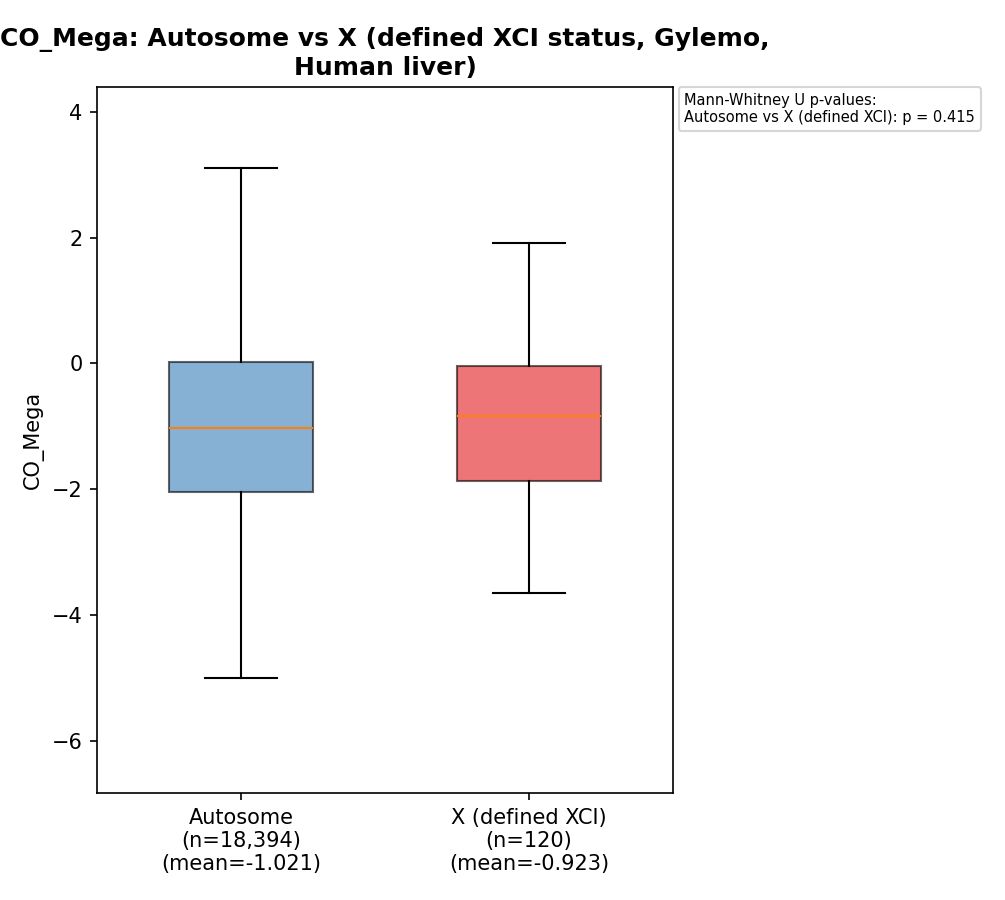 CO_Mega: Autosome vs X (defined XCI status, Gylemo,
Human liver)
Mann-Whitney U p-values:
Autosome vs X (defined XCI): p = 0.415
CO_Mega
4
2
0
−2
−4
−6
Autosome
(n=18,394)
(mean=-1.021)
X (defined XCI)
(n=120)
(mean=-0.923)